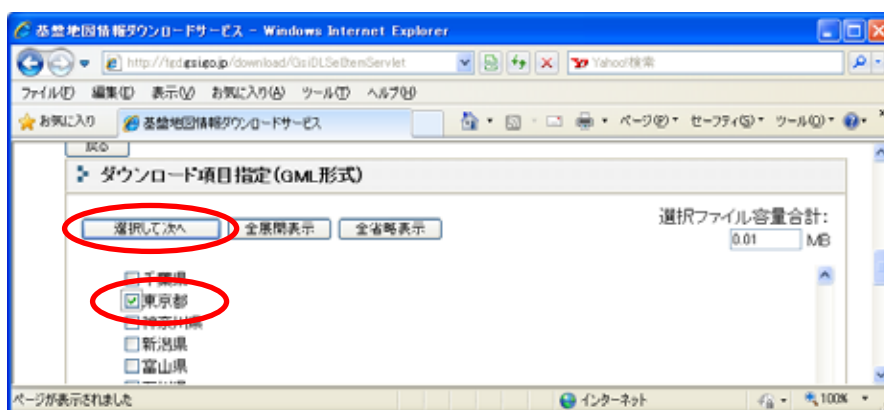 基盤地図情報ダウンロードサービス - Windows Internet Explorer
http://fgd.gsi.go.jp/download/GsiDLSelItemServlet
Yahoo!検索
ファイル(F) 編集(E) 表示(V) お気に入り(A) ツール(T) ヘルプ(H)
お気に入り 基盤地図情報ダウンロードサービス ページ(P) セーフティ(S) ツール(O)
戻る
ダウンロード項目指定(GML形式)
選択して次へ 全展開表示 全省略表示
選択ファイル容量合計:
0.01 MB
千葉県
東京都
神奈川県
新潟県
富山県
ページが表示されました インターネット 100%